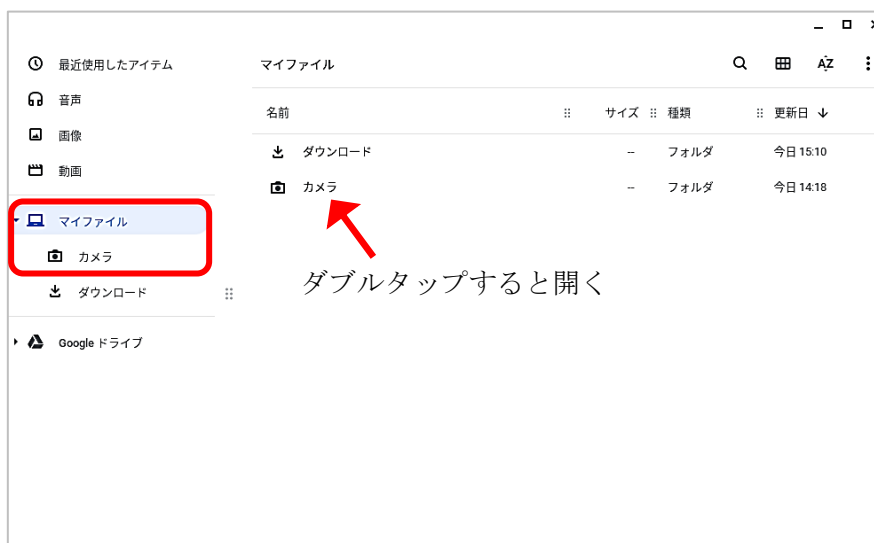 最近使用したアイテム
音声
画像
動画
マイファイル
カメラ
ダウンロード
Google ドライブ
マイファイル
AZ
名前 サイズ 種類 更新日
ダウンロード -- フォルダ 今日 15:10
カメラ -- フォルダ 今日 14:18
ダブルタップすると開く